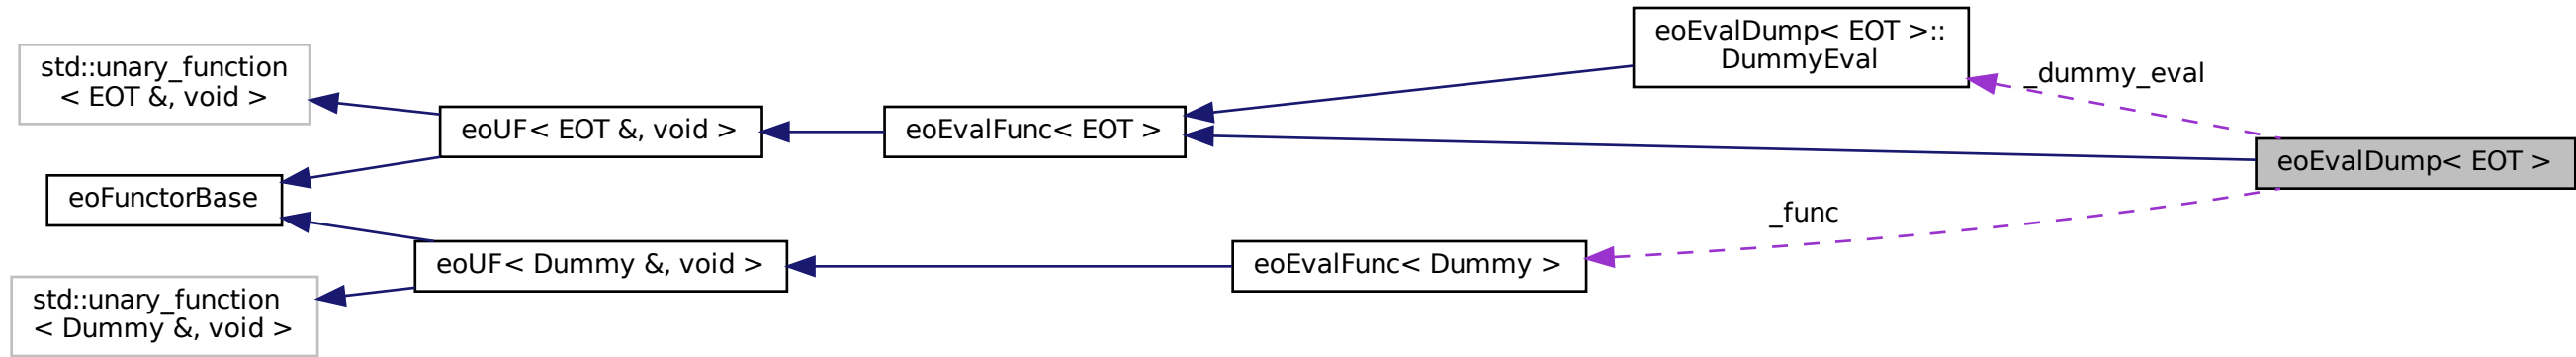 std::unary_function
< EOT &, void >
eoFunctorBase
std::unary_function
< Dummy &, void >
eoUF< EOT &, void >
eoUF< Dummy &, void >
eoEvalFunc< EOT >
eoEvalFunc< Dummy >
eoEvalDump< EOT >::
DummyEval
_dummy_eval
_func
eoEvalDump< EOT >